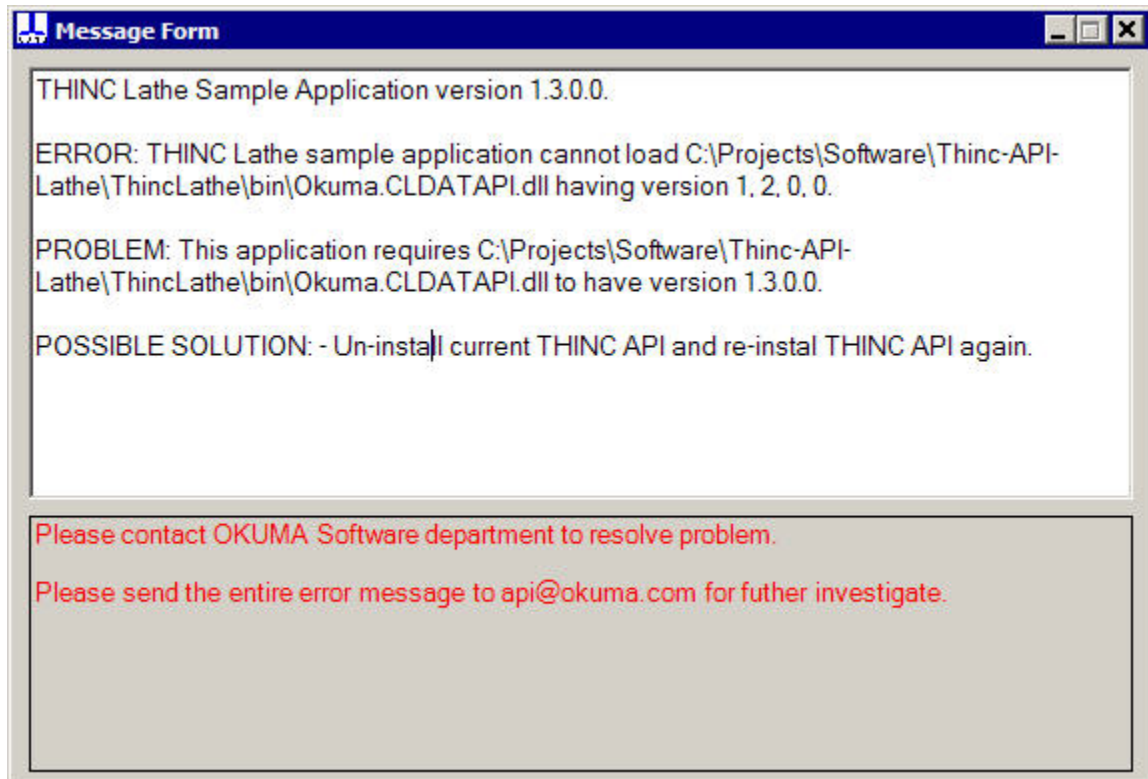 Message Form
THINC Lathe Sample Application version 1.3.0.0.
ERROR: THINC Lathe sample application cannot load C:\Projects\Software\Thinc-API-
Lathe\ThincLathe\bin\Okuma.CLDATAPI.dll having version 1, 2, 0, 0.
PROBLEM: This application requires C:\Projects\Software\Thinc-API-
Lathe\ThincLathe\bin\Okuma.CLDATAPI.dll to have version 1.3.0.0.
POSSIBLE SOLUTION: - Un-install current THINC API and re-instal THINC API again.
Please contact OKUMA Software department to resolve problem.
Please send the entire error message to api@okuma.com for futher investigate.